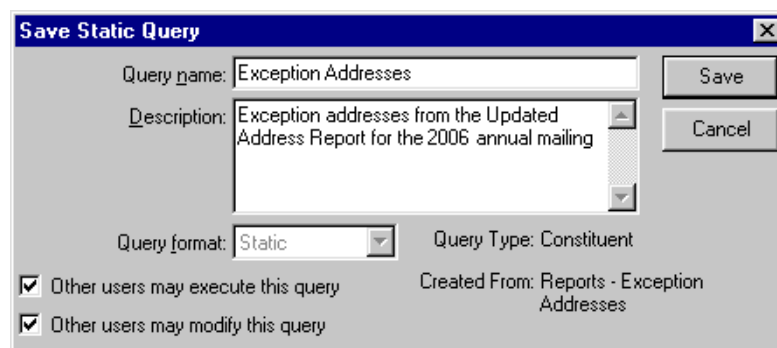 Save Static Query
Query name: Exception Addresses
Save
Description: Exception addresses from the Updated
Address Report for the 2006 annual mailing
Cancel
Query format: Static
Query Type: Constituent
Other users may execute this query
Created From: Reports - Exception
Addresses
Other users may modify this query